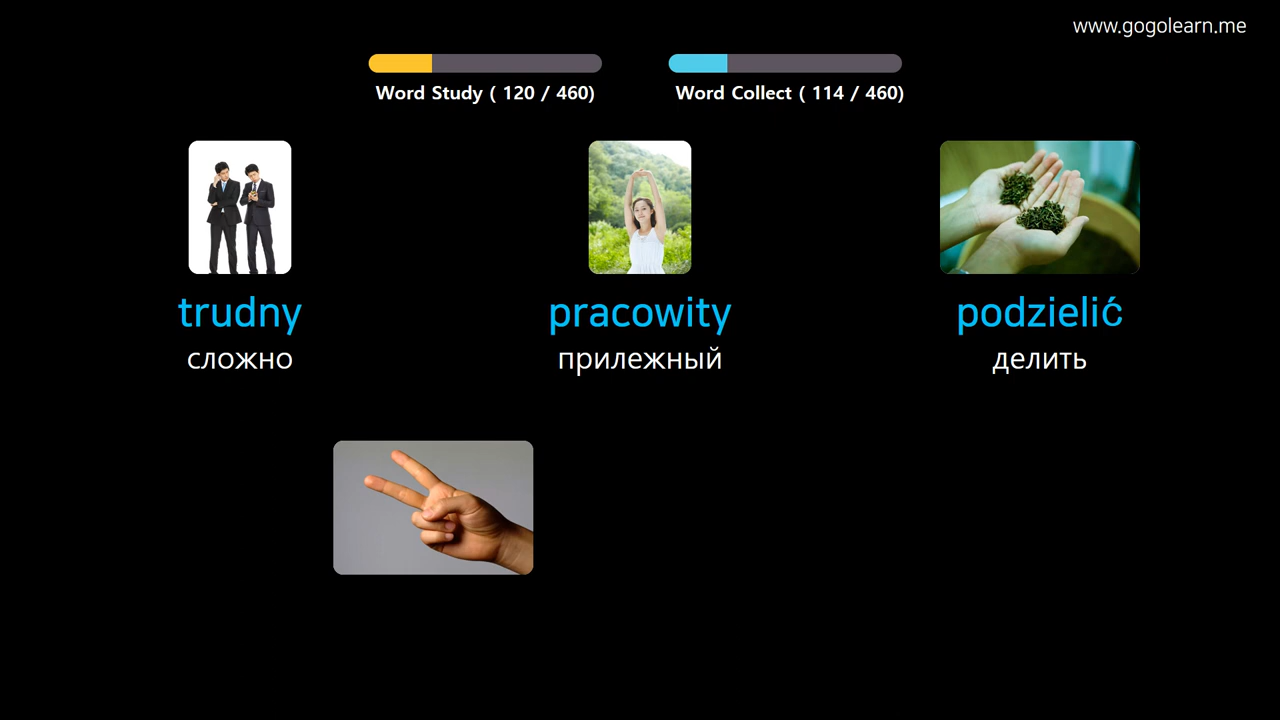 www.gogolearn.me
Word Study ( 120 / 460)
Word Collect ( 114 / 460)
trudny
сложно
pracowity
прилежный
podzielić
делить